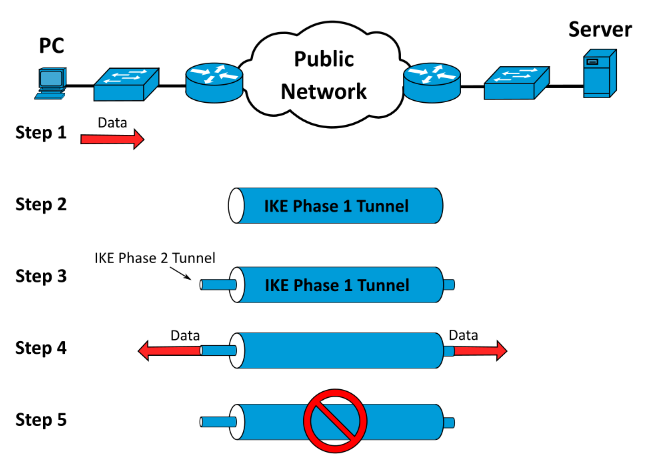 PC
Server
Public
Network
Step 1
Data
Step 2
IKE Phase 1 Tunnel
IKE Phase 2 Tunnel
Step 3
IKE Phase 1 Tunnel
Step 4
Data
Data
Step 5